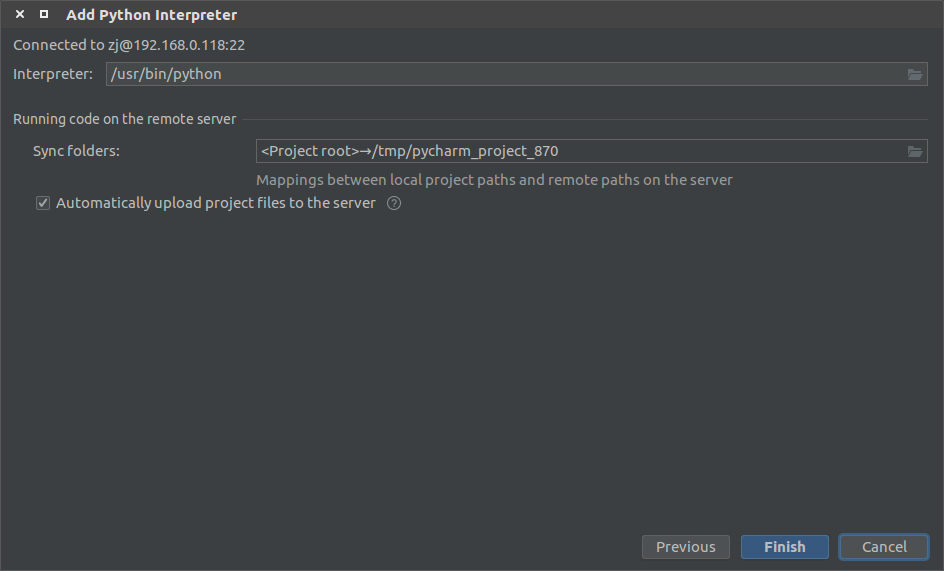 Add Python Interpreter
Connected to zj@192.168.0.118:22
Interpreter: /usr/bin/python
Running code on the remote server
Sync folders: <Project root>→/tmp/pycharm_project_870
Mappings between local project paths and remote paths on the server
Automatically upload project files to the server ?
Previous Finish Cancel